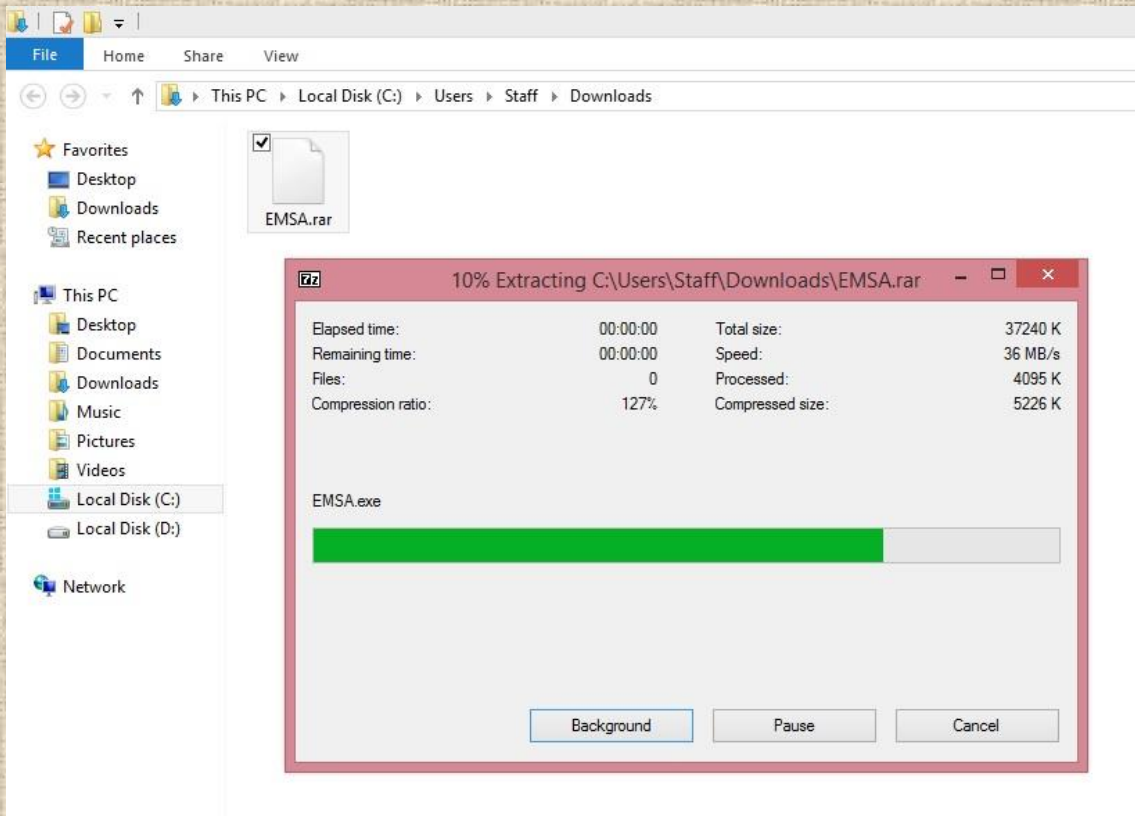 File Home Share View
This PC Local Disk (C:) Users Staff Downloads
Favorites
Desktop
Downloads
Recent places
This PC
Desktop
Documents
Downloads
Music
Pictures
Videos
Local Disk (C:)
Local Disk (D:)
Network
EMSA.rar
7z 10% Extracting C:\Users\Staff\Downloads\EMSA.rar
Elapsed time: 00:00:00 Total size: 37240 K
Remaining time: 00:00:00 Speed: 36 MB/s
Files: 0 Processed: 4095 K
Compression ratio: 127% Compressed size: 5226 K
EMSA.exe
Background Pause Cancel